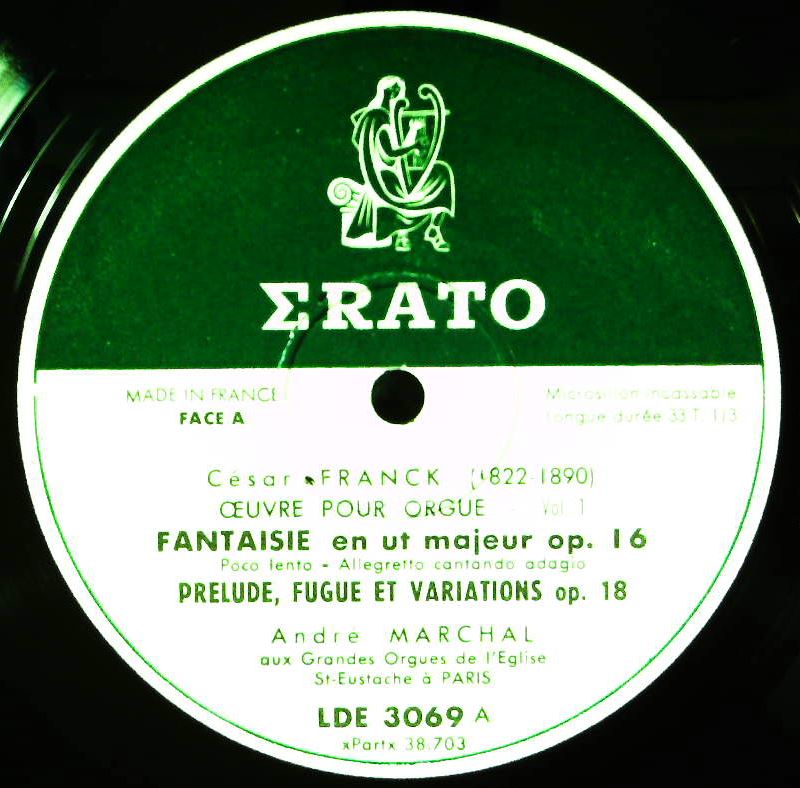 ΣRATO
MADE IN FRANCE
FACE A
Microsillon incassable
Longue durée 33 T. 1/3
César FRANCK (1822-1890)
ŒUVRE POUR ORGUE - Vol 1
FANTAISIE en ut majeur op. 16
Poco lento - Allegretto cantando adagio
PRELUDE, FUGUE ET VARIATIONS op. 18
André MARCHAL
aux Grandes Orgues de l'Eglise
St-Eustache à PARIS
LDE 3069 A
xPartx 38.703